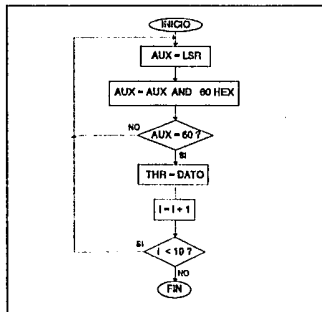 INICIO
AUX = LSR
AUX = AUX AND 60 HEX
NO
AUX = 60 ?
SI
THR = DATO
I = I + 1
SI
I < 10 ?
NO
FIN